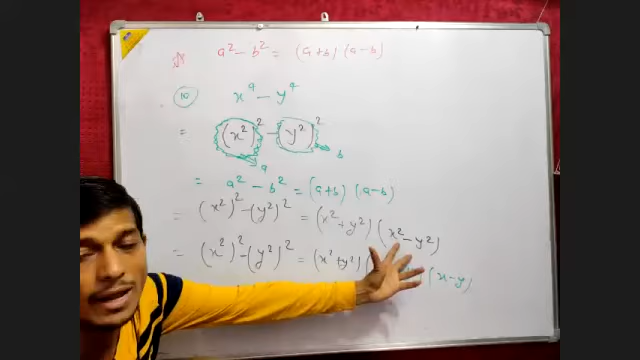 a² - b² = (a+b) (a-b)
10 x⁴ - y⁴
= (x²)² - (y²)²
a b
= a² - b² = (a+b) (a-b)
= (x²)² - (y²)² = (x² + y²) (x² - y²)
= (x²)² - (y²)² = (x² + y²) ( (x-y)